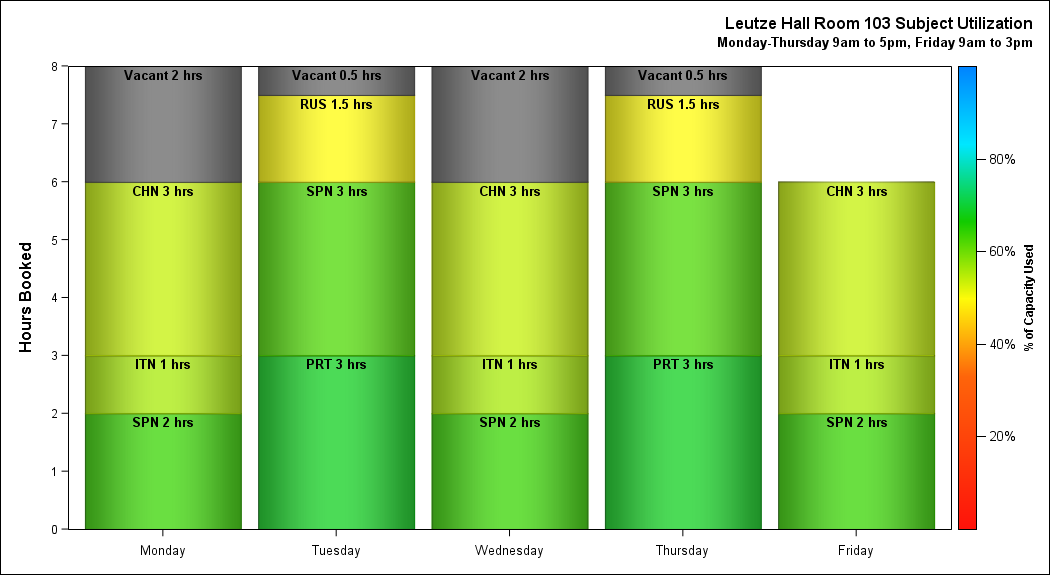 Leutze Hall Room 103 Subject Utilization
Monday-Thursday 9am to 5pm, Friday 9am to 3pm
Hours Booked
8
7
6
5
4
3
2
1
0
Vacant 2 hrs
CHN 3 hrs
ITN 1 hrs
SPN 2 hrs
Monday
Vacant 0.5 hrs
RUS 1.5 hrs
SPN 3 hrs
PRT 3 hrs
Tuesday
Vacant 2 hrs
CHN 3 hrs
ITN 1 hrs
SPN 2 hrs
Wednesday
Vacant 0.5 hrs
RUS 1.5 hrs
SPN 3 hrs
PRT 3 hrs
Thursday
CHN 3 hrs
ITN 1 hrs
SPN 2 hrs
Friday
80%
60%
40%
20%
% of Capacity Used